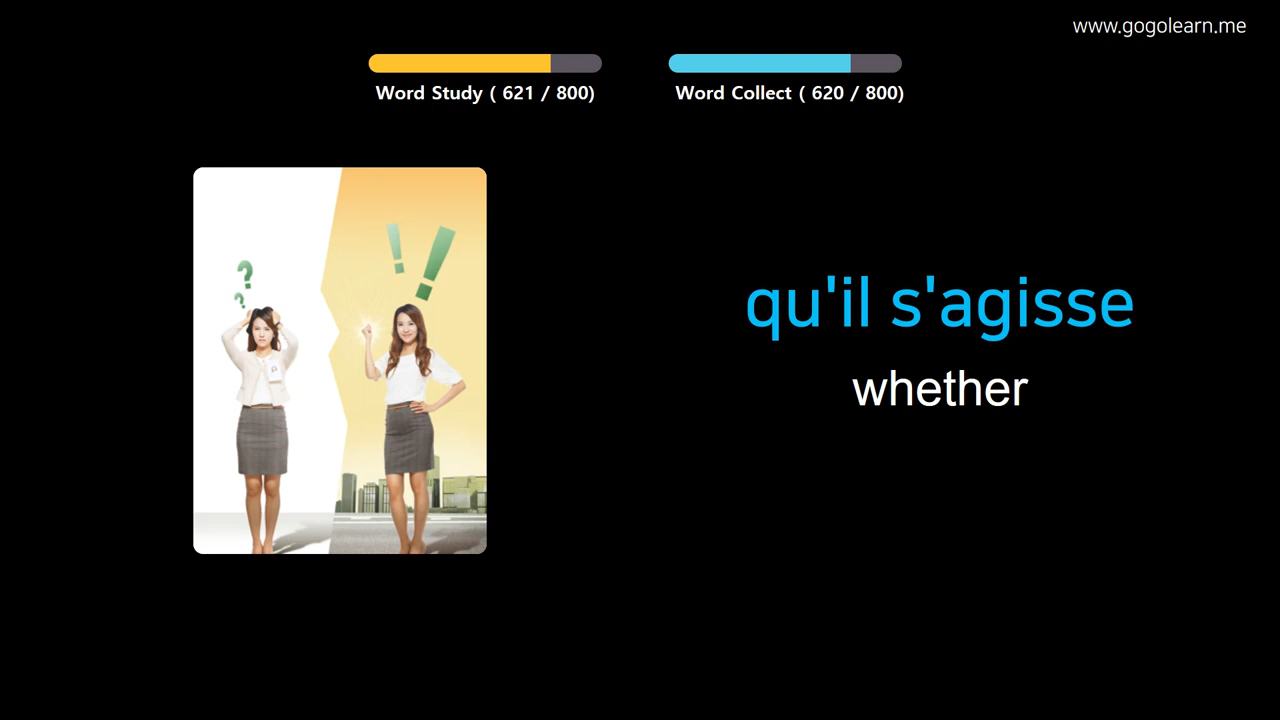 www.gogolearn.me
Word Study ( 621 / 800)
Word Collect ( 620 / 800)
? ?
! !
qu'il s'agisse
whether